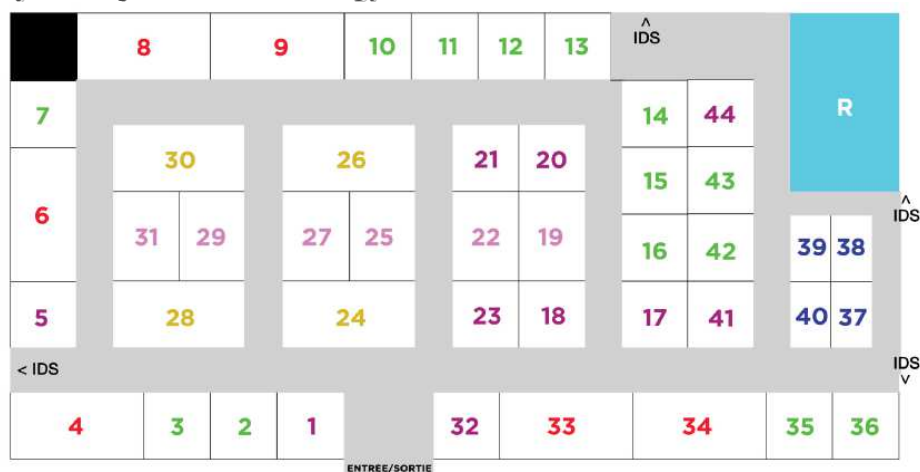 ^
IDS
8 9 10 11 12 13
7 14 44 R
30 26 21 20
6 15 43
^
IDS
31 29 27 25 22 19 16 42 39 38
5 28 24 23 18 17 41 40 37
< IDS
IDS
v
4 3 2 1 32 33 34 35 36
ENTRÉE/SORTIE